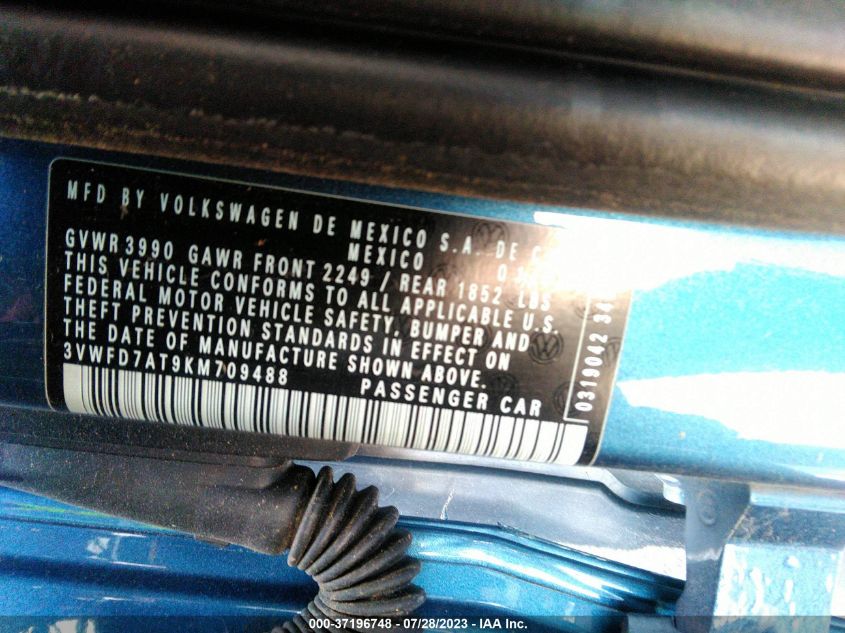 MFD BY VOLKSWAGEN DE MEXICO S.A. DE C
MEXICO
GVWR 3990 GAWR FRONT 2249 / REAR 1852 LBS
THIS VEHICLE CONFORMS TO ALL APPLICABLE U.S.
FEDERAL MOTOR VEHICLE SAFETY, BUMPER AND
THEFT PREVENTION STANDARDS IN EFFECT ON
THE DATE OF MANUFACTURE SHOWN ABOVE.
3VWFD7AT9KM709488
PASSENGER CAR
0319042 34
000-37196748 - 07/28/2023 - IAA Inc.